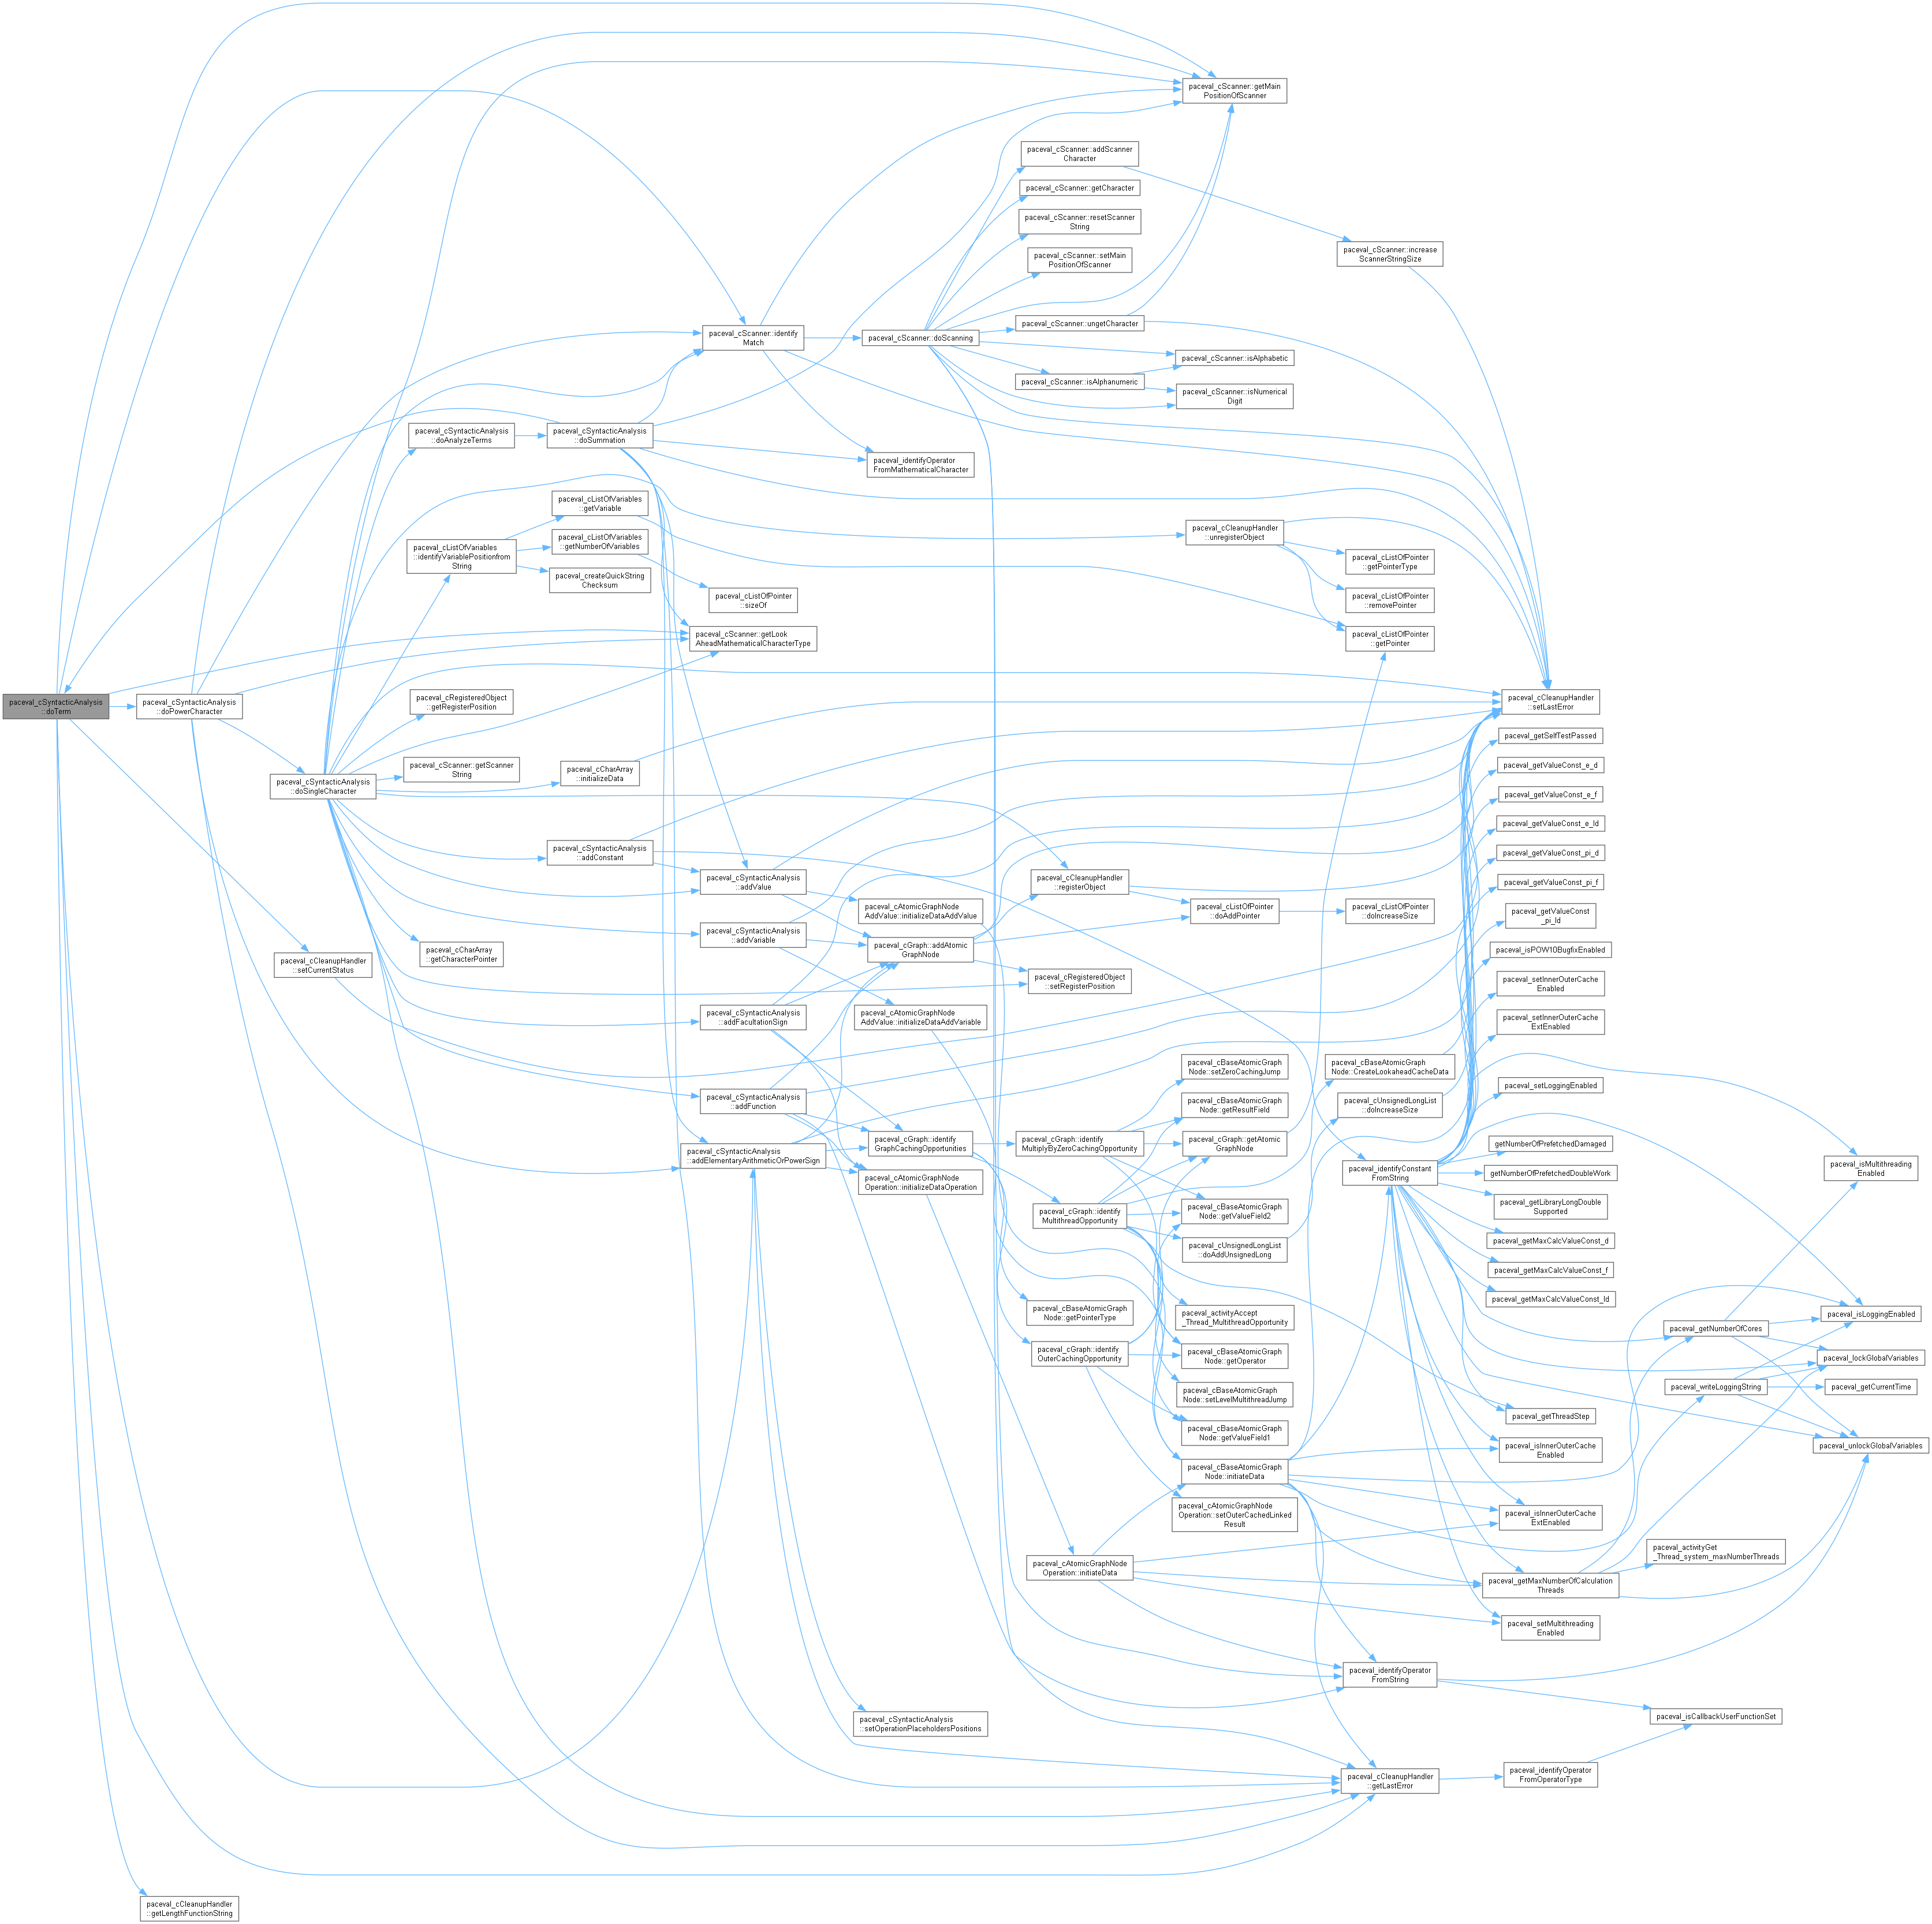 paceval_cSyntacticAnalysis
::doTerm
paceval_cSyntacticAnalysis
::doPowerCharacter
paceval_cCleanupHandler
::getLengthFunctionString
paceval_cSyntacticAnalysis
::doSingleCharacter
paceval_cCleanupHandler
::setCurrentStatus
paceval_cSyntacticAnalysis
::doAnalyzeTerms
paceval_cListOfVariables
::identifyVariablePositionfrom
String
paceval_cRegisteredObject
::getRegisterPosition
paceval_cScanner::getScanner
String
paceval_cCharArray
::getCharacterPointer
paceval_cSyntacticAnalysis
::doSummation
paceval_cListOfVariables
::getVariable
paceval_cListOfVariables
::getNumberOfVariables
paceval_createQuickString
Checksum
paceval_cCharArray
::initializeData
paceval_cSyntacticAnalysis
::addConstant
paceval_cScanner::identify
Match
paceval_cListOfPointer
::sizeOf
paceval_cScanner::getLook
AheadMathematicalCharacterType
paceval_cSyntacticAnalysis
::addValue
paceval_cSyntacticAnalysis
::addVariable
paceval_cSyntacticAnalysis
::addFacultationSign
paceval_cSyntacticAnalysis
::addFunction
paceval_cSyntacticAnalysis
::addElementaryArithmeticOrPowerSign
paceval_cScanner::doScanning
paceval_identifyOperator
FromMathematicalCharacter
paceval_cAtomicGraphNode
AddValue::initializeDataAddValue
paceval_cGraph::addAtomic
GraphNode
paceval_cAtomicGraphNode
AddValue::initializeDataAddVariable
paceval_cGraph::identify
GraphCachingOpportunities
paceval_cAtomicGraphNode
Operation::initializeDataOperation
paceval_cSyntacticAnalysis
::setOperationPlaceholdersPositions
paceval_cScanner::addScanner
Character
paceval_cScanner::getCharacter
paceval_cScanner::resetScanner
String
paceval_cScanner::setMain
PositionOfScanner
paceval_cScanner::ungetCharacter
paceval_cScanner::isAlphanumeric
paceval_cCleanupHandler
::registerObject
paceval_cRegisteredObject
::setRegisterPosition
paceval_cGraph::identify
MultiplyByZeroCachingOpportunity
paceval_cGraph::identify
MultithreadOpportunity
paceval_cBaseAtomicGraph
Node::getPointerType
paceval_cGraph::identify
OuterCachingOpportunity
paceval_cAtomicGraphNode
Operation::initiateData
paceval_cScanner::getMain
PositionOfScanner
paceval_cScanner::isAlphabetic
paceval_cScanner::isNumerical
Digit
paceval_cCleanupHandler
::unregisterObject
paceval_cListOfPointer
::doAddPointer
paceval_cBaseAtomicGraph
Node::setZeroCachingJump
paceval_cBaseAtomicGraph
Node::getResultField
paceval_cGraph::getAtomic
GraphNode
paceval_cBaseAtomicGraph
Node::getValueField2
paceval_cUnsignedLongList
::doAddUnsignedLong
paceval_activityAccept
_Thread_MultithreadOpportunity
paceval_cBaseAtomicGraph
Node::getOperator
paceval_cBaseAtomicGraph
Node::setLevelMultithreadJump
paceval_cBaseAtomicGraph
Node::getValueField1
paceval_cBaseAtomicGraph
Node::initiateData
paceval_cAtomicGraphNode
Operation::setOuterCachedLinked
Result
paceval_cScanner::increase
ScannerStringSize
paceval_cListOfPointer
::getPointerType
paceval_cListOfPointer
::removePointer
paceval_cListOfPointer
::getPointer
paceval_cListOfPointer
::doIncreaseSize
paceval_cBaseAtomicGraph
Node::CreateLookaheadCacheData
paceval_cUnsignedLongList
::doIncreaseSize
paceval_identifyConstant
FromString
paceval_identifyOperator
FromString
paceval_cCleanupHandler
::getLastError
paceval_cCleanupHandler
::setLastError
paceval_getSelfTestPassed
paceval_getValueConst_e_d
paceval_getValueConst_e_f
paceval_getValueConst_e_ld
paceval_getValueConst_pi_d
paceval_getValueConst_pi_f
paceval_getValueConst
_pi_ld
paceval_isPOW10BugfixEnabled
paceval_setInnerOuterCache
Enabled
paceval_setInnerOuterCache
ExtEnabled
paceval_setLoggingEnabled
getNumberOfPrefetchedDamaged
getNumberOfPrefetchedDoubleWork
paceval_getLibraryLongDouble
Supported
paceval_getMaxCalcValueConst_d
paceval_getMaxCalcValueConst_f
paceval_getMaxCalcValueConst_ld
paceval_getThreadStep
paceval_isInnerOuterCache
Enabled
paceval_isInnerOuterCache
ExtEnabled
paceval_getMaxNumberOfCalculation
Threads
paceval_setMultithreading
Enabled
paceval_identifyOperator
FromOperatorType
paceval_getNumberOfCores
paceval_writeLoggingString
paceval_activityGet
_Thread_system_maxNumberThreads
paceval_isCallbackUserFunctionSet
paceval_isMultithreading
Enabled
paceval_isLoggingEnabled
paceval_lockGlobalVariables
paceval_getCurrentTime
paceval_unlockGlobalVariables